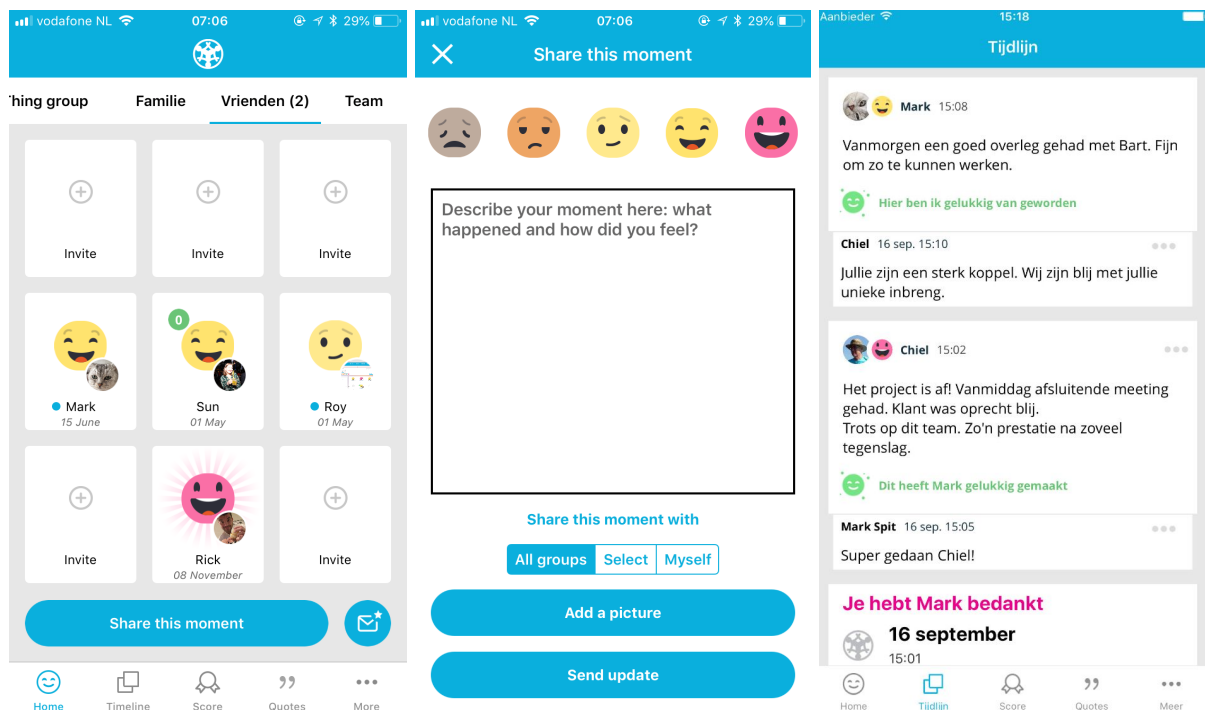 vodafone NL 07:06 29%
'hing group Familie Vrienden (2) Team
Invite Invite Invite
0
Mark Sun Roy
15 June 01 May 01 May
Invite Rick Invite
08 November
Share this moment
Home Timeline Score Quotes More
vodafone NL 07:06 29%
Share this moment
Describe your moment here: what
happened and how did you feel?
Share this moment with
All groups Select Myself
Add a picture
Send update
Aanbieder 15:18
Tijdlijn
Mark 15:08
Vanmorgen een goed overleg gehad met Bart. Fijn
om zo te kunnen werken.
Hier ben ik gelukkig van geworden
Chiel 16 sep. 15:10
Jullie zijn een sterk koppel. Wij zijn blij met jullie
unieke inbreng.
Chiel 15:02
Het project is af! Vanmiddag afsluitende meeting
gehad. Klant was oprecht blij.
Trots op dit team. Zo'n prestatie na zoveel
tegenslag.
Dit heeft Mark gelukkig gemaakt
Mark Spit 16 sep. 15:05
Super gedaan Chiel!
Je hebt Mark bedankt
16 september
15:01
Home Tijdlijn Score Quotes Meer